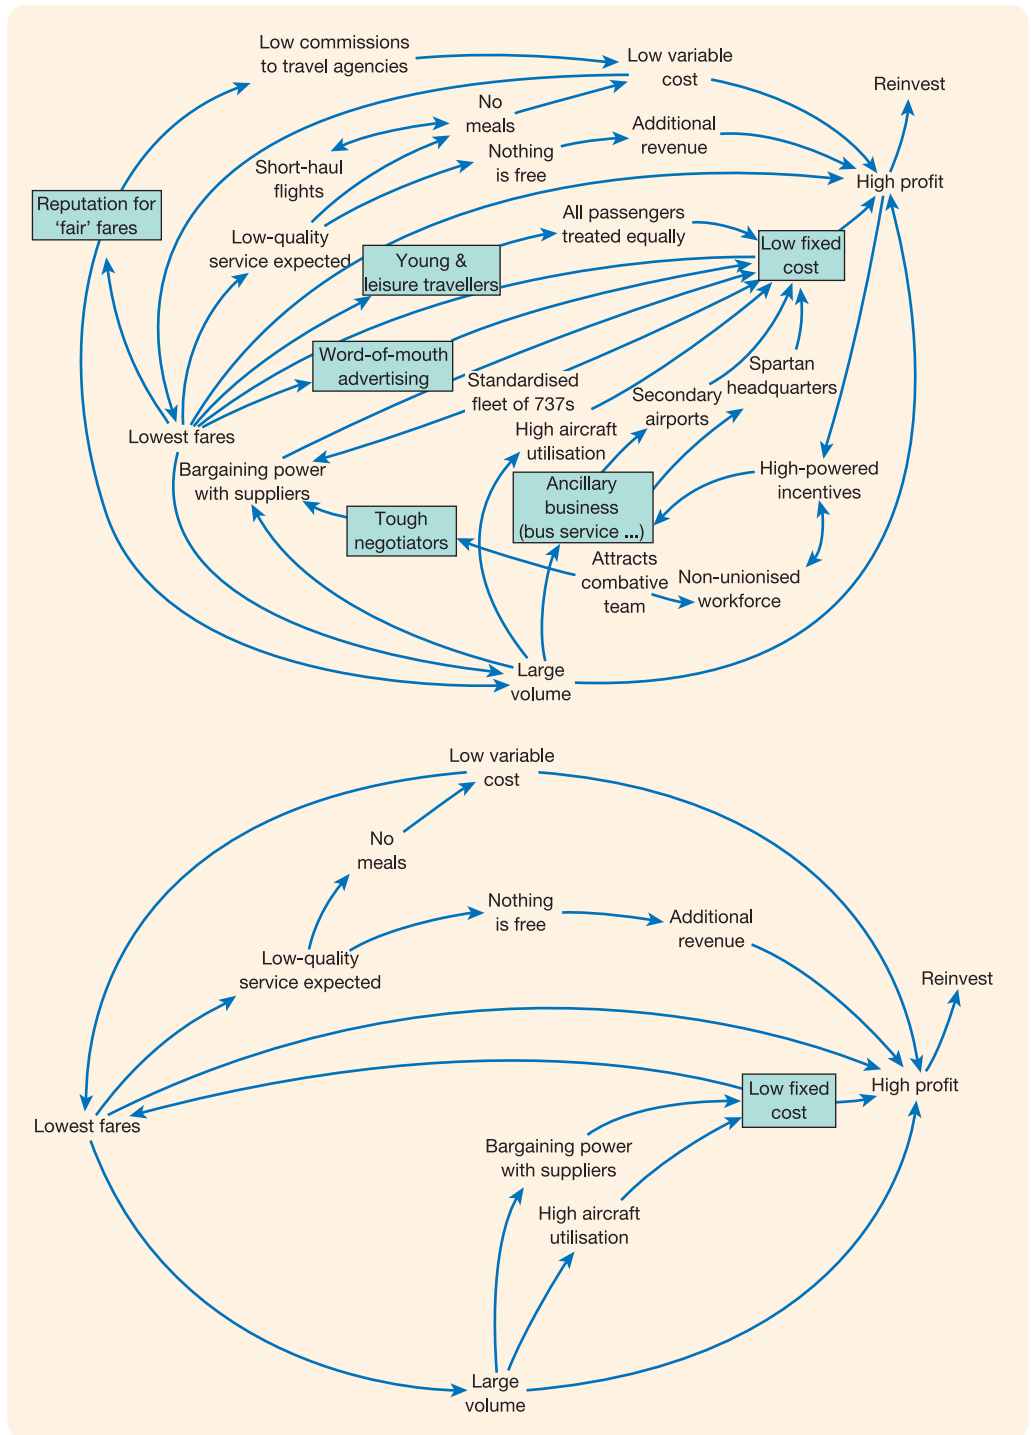 Low commissions
to travel agencies
Low variable
cost
Reinvest
No
meals
Additional
revenue
Nothing
is free
Short-haul
flights
High profit
Reputation for
‘fair’ fares
All passengers
treated equally
Low-quality
service expected
Low fixed
cost
Young &
leisure travellers
Word-of-mouth
advertising
Spartan
headquarters
Standardised
fleet of 737s
Secondary
airports
Lowest fares
High aircraft
utilisation
Bargaining power
with suppliers
High-powered
incentives
Ancillary
business
(bus service ...)
Tough
negotiators
Attracts
combative
team
Non-unionised
workforce
Large
volume
Low variable
cost
No
meals
Nothing
is free
Additional
revenue
Low-quality
service expected
Reinvest
High profit
Low fixed
cost
Lowest fares
Bargaining power
with suppliers
High aircraft
utilisation
Large
volume